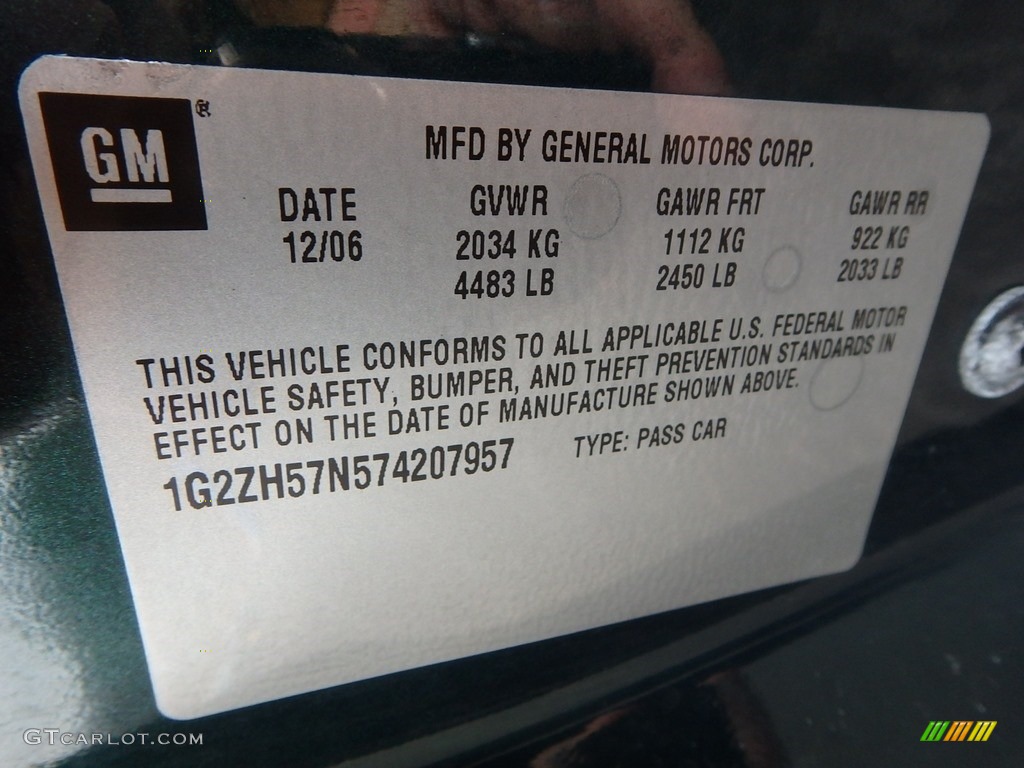 GM ®
MFD BY GENERAL MOTORS CORP.
DATE GVWR GAWR FRT GAWR RR
12/06 2034 KG 1112 KG 922 KG
4483 LB 2450 LB 2033 LB
THIS VEHICLE CONFORMS TO ALL APPLICABLE U.S. FEDERAL MOTOR
VEHICLE SAFETY, BUMPER, AND THEFT PREVENTION STANDARDS IN
EFFECT ON THE DATE OF MANUFACTURE SHOWN ABOVE.
1G2ZH57N574207957 TYPE: PASS CAR
GTCARLOT.COM